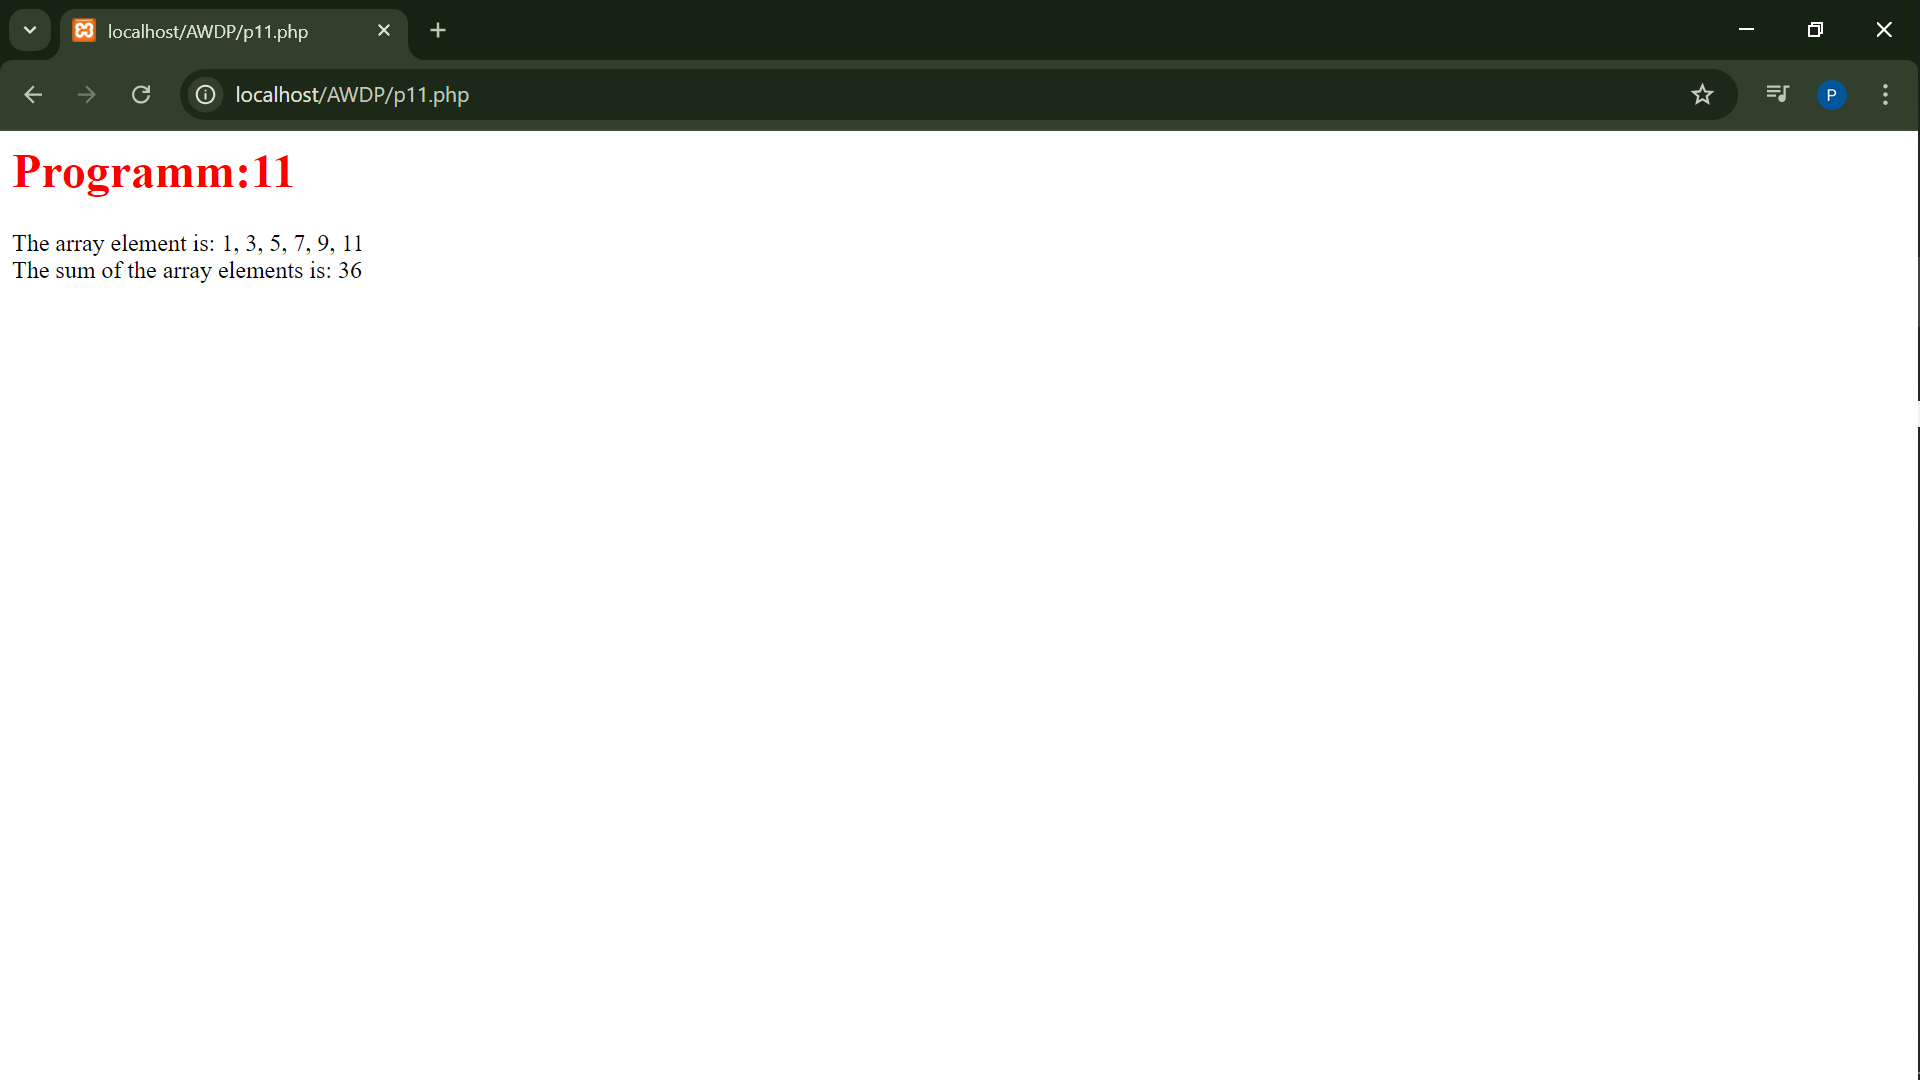 localhost/AWDP/p11.php
localhost/AWDP/p11.php
P
Programm:11
The array element is: 1, 3, 5, 7, 9, 11
The sum of the array elements is: 36